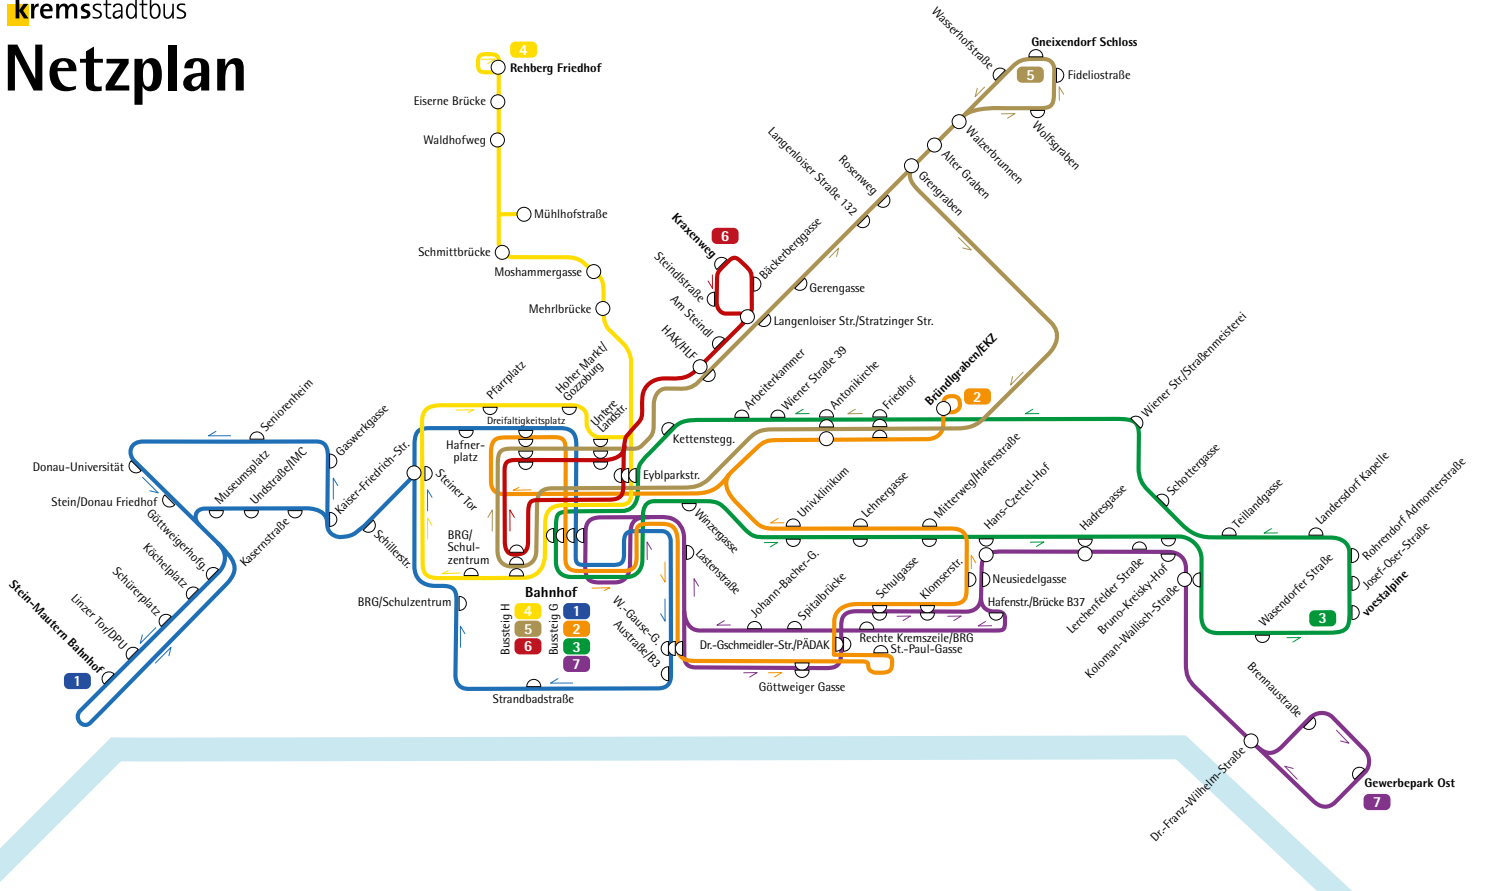 kremsstadtbus
Netzplan
4
Rehberg Friedhof
Eiserne Brücke
Waldhofweg
Mühlhofstraße
Schmittbrücke
Moshammergasse
Mehrlbrücke
Wasserhofstraße
Gneixendorf Schloss
5
Fideliostraße
Wolfsgraben
Walzerbrunnen
Alter Graben
Grengraben
Rosenweg
Langenloiser Straße 132
Kraxenweg
6
Bäckerberggasse
Steindlstraße
Am Steindl
HAK/HLF
Gerengasse
Langenloiser Str./Stratzinger Str.
Pfarrplatz
Hoher Markt/
Gozzoburg
Untere
Landstr.
Dreifaltigkeitsplatz
Hafner-
platz
Steiner Tor
BRG/
Schul-
zentrum
Eyblparkstr.
Kettenstegg.
Arbeiterkammer
Wiener Straße 39
Antonikirche
Friedhof
Bründlgraben/EKZ
2
Wiener Str./Straßenmeisterei
Schottergasse
Teillandgasse
Landersdorf Kapelle
Rohrendorf Admonterstraße
Josef-Oser-Straße
voestalpine
3
Wasendorfer Straße
Seniorenheim
Gaswerkgasse
Donau-Universität
Stein/Donau Friedhof
Museumsplatz
Undstraße/IMC
Kaiser-Friedrich-Str.
Schillerstr.
Kasernstraße
Göttweigerhofg.
Köchelplatz
Schürerplatz
Linzer Tor/DPU
Stein-Mautern Bahnhof
1
BRG/Schulzentrum
Strandbadstraße
Bahnhof
Bussteig H
4
5
6
Bussteig G
1
2
3
7
W.-Gause-G.
Austraße/B3
Winzergasse
Lastenstraße
Univ.klinikum
Lehnergasse
Mitterweg/Hafenstraße
Hans-Czettel-Hof
Hadresgasse
Johann-Bacher-G.
Spitalbrücke
Schulgasse
Klomserstr.
Neusiedelgasse
Hafenstr./Brücke B37
Dr.-Gschmeidler-Str./PÄDAK
Rechte Kremszeile/BRG
St.-Paul-Gasse
Göttweiger Gasse
Lerchenfelder Straße
Bruno-Kreisky-Hof
Koloman-Wallisch-Straße
Brennaustraße
Dr.-Franz-Wilhelm-Straße
Gewerbepark Ost
7